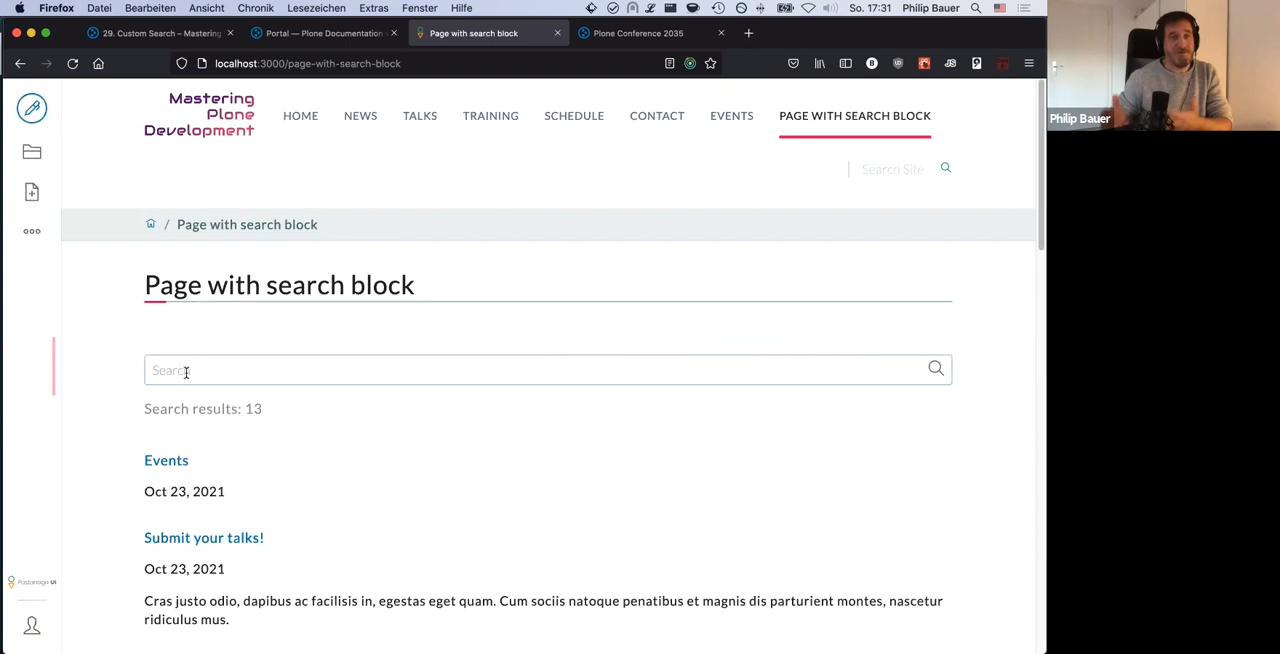 Firefox Datei Bearbeiten Ansicht Chronik Lesezeichen Extras Fenster Hilfe So. 17:31 Philip Bauer
29. Custom Search – Mastering
Portal — Plone Documentation
Page with search block
Plone Conference 2035
localhost:3000/page-with-search-block
Philip Bauer
Mastering
Plone
Development
HOME NEWS TALKS TRAINING SCHEDULE CONTACT EVENTS PAGE WITH SEARCH BLOCK
Search Site
/ Page with search block
Page with search block
Search
Search results: 13
Events
Oct 23, 2021
Submit your talks!
Oct 23, 2021
Pastanaga UI
Cras justo odio, dapibus ac facilisis in, egestas eget quam. Cum sociis natoque penatibus et magnis dis parturient montes, nascetur
ridiculus mus.